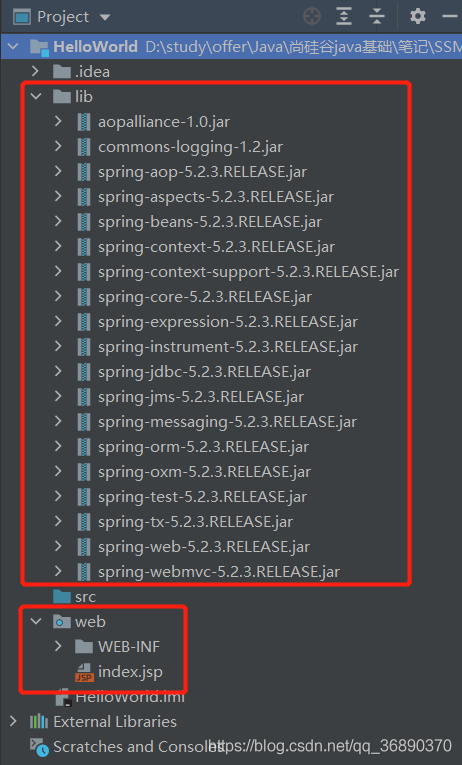 Project
HelloWorld D:\study\offer\Java\尚硅谷java基础\笔记\SSM
.idea
lib
aopalliance-1.0.jar
commons-logging-1.2.jar
spring-aop-5.2.3.RELEASE.jar
spring-aspects-5.2.3.RELEASE.jar
spring-beans-5.2.3.RELEASE.jar
spring-context-5.2.3.RELEASE.jar
spring-context-support-5.2.3.RELEASE.jar
spring-core-5.2.3.RELEASE.jar
spring-expression-5.2.3.RELEASE.jar
spring-instrument-5.2.3.RELEASE.jar
spring-jdbc-5.2.3.RELEASE.jar
spring-jms-5.2.3.RELEASE.jar
spring-messaging-5.2.3.RELEASE.jar
spring-orm-5.2.3.RELEASE.jar
spring-oxm-5.2.3.RELEASE.jar
spring-test-5.2.3.RELEASE.jar
spring-tx-5.2.3.RELEASE.jar
spring-web-5.2.3.RELEASE.jar
spring-webmvc-5.2.3.RELEASE.jar
src
web
WEB-INF
JSP index.jsp
HelloWorld.iml
External Libraries
Scratches and Consoles https://blog.csdn.net/qq_36890370